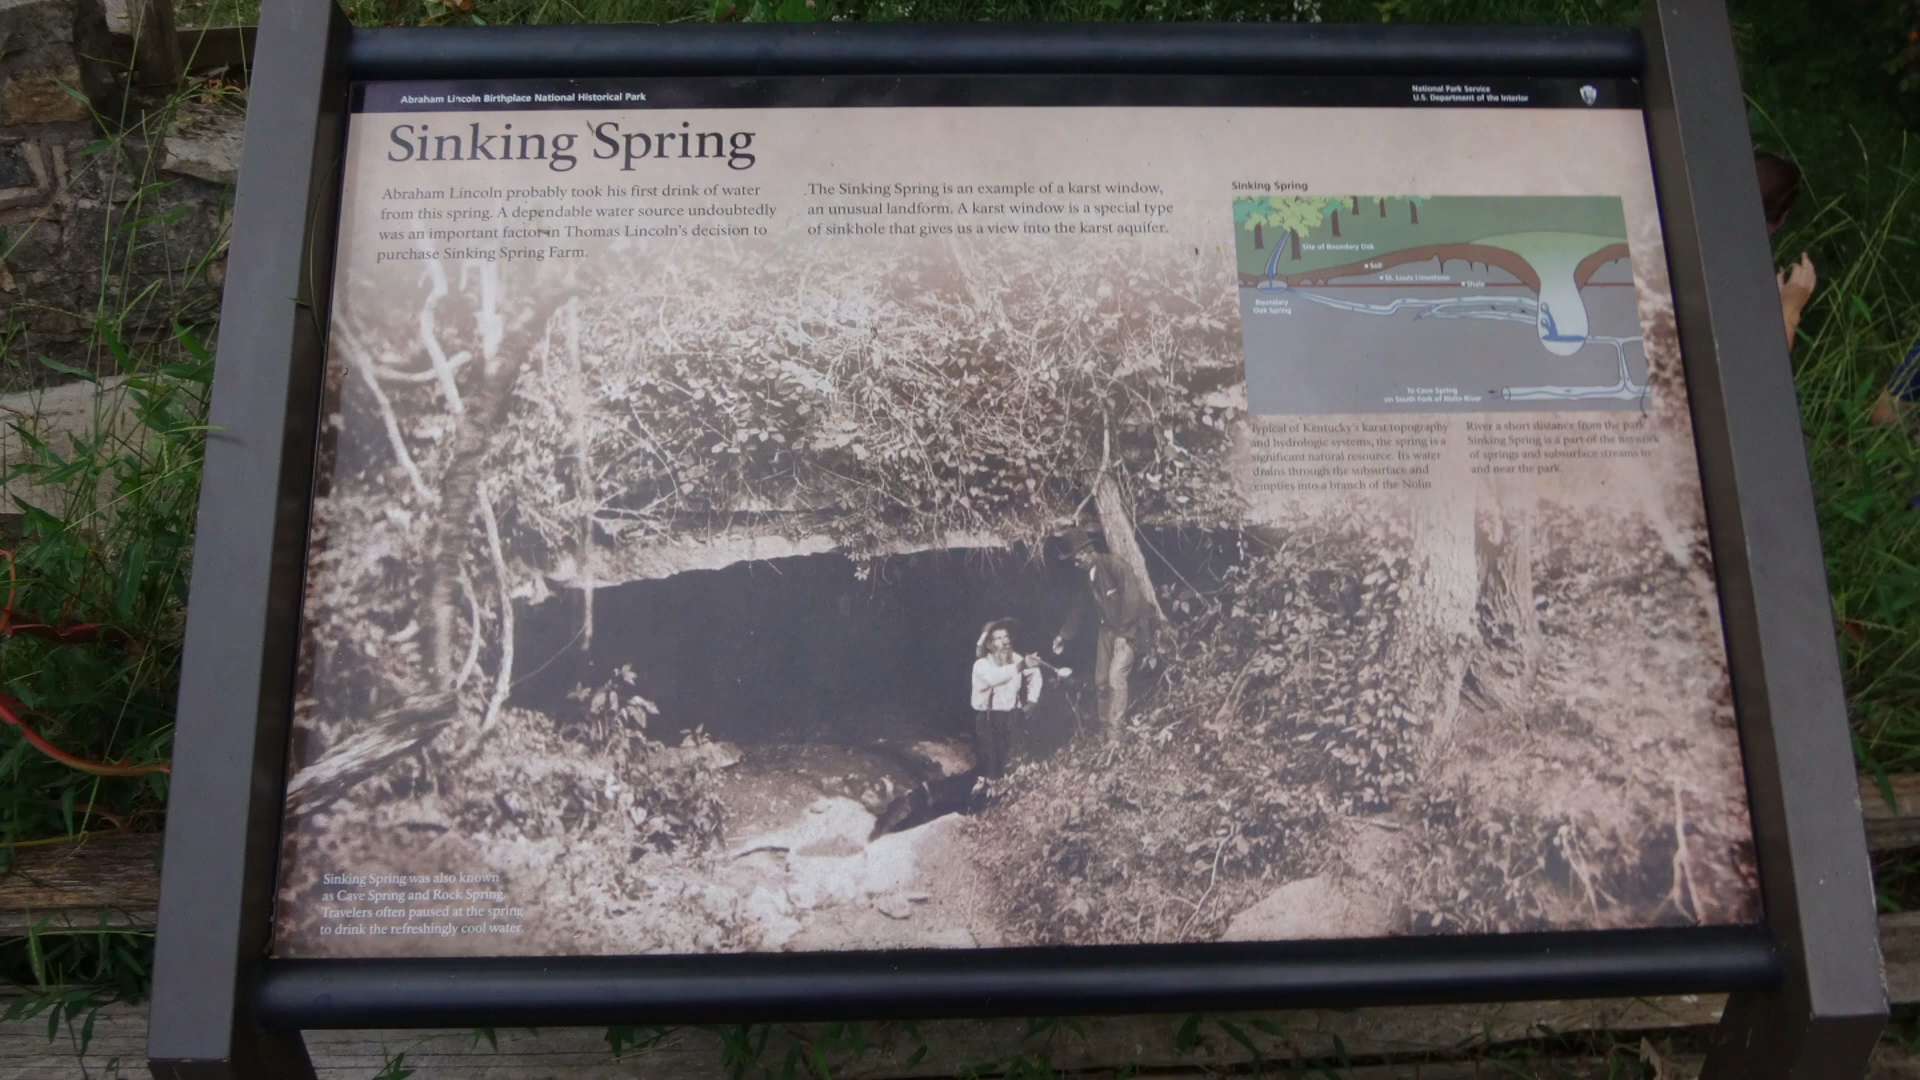 Abraham Lincoln Birthplace National Historical Park
National Park Service
U.S. Department of the Interior
Sinking Spring
Abraham Lincoln probably took his first drink of water
from this spring. A dependable water source undoubtedly
was an important factor in Thomas Lincoln's decision to
purchase Sinking Spring Farm.
The Sinking Spring is an example of a karst window,
an unusual landform. A karst window is a special type
of sinkhole that gives us a view into the karst aquifer.
Sinking Spring
Site of Boundary Oak
Soil
St. Louis Limestone
Shale
Boundary
Oak Spring
To Cave Spring
on South Fork of Nolin River
Typical of Kentucky's karst topography
and hydrologic systems, the spring is a
significant natural resource. Its water
drains through the subsurface and
empties into a branch of the Nolin
River a short distance from the park.
Sinking Spring is a part of the network
of springs and subsurface streams in
and near the park.
Sinking Spring was also known
as Cave Spring and Rock Spring.
Travelers often paused at the spring
to drink the refreshingly cool water.